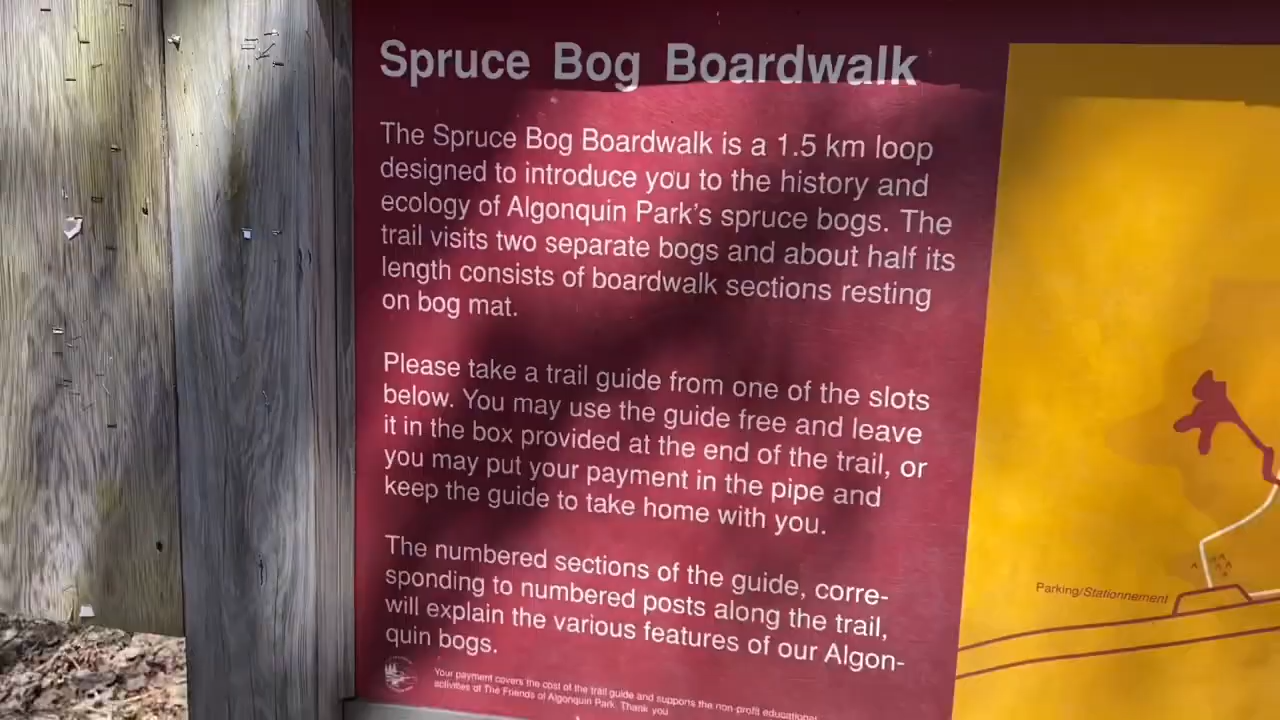 Spruce Bog Boardwalk
The Spruce Bog Boardwalk is a 1.5 km loop
designed to introduce you to the history and
ecology of Algonquin Park's spruce bogs. The
trail visits two separate bogs and about half its
length consists of boardwalk sections resting
on bog mat.
Please take a trail guide from one of the slots
below. You may use the guide free and leave
it in the box provided at the end of the trail, or
you may put your payment in the pipe and
keep the guide to take home with you.
The numbered sections of the guide, corre-
sponding to numbered posts along the trail,
will explain the various features of our Algon-
quin bogs.
Your payment covers the cost of the trail guide and supports the non-profit educational
activities of The Friends of Algonquin Park. Thank you
Parking/Stationnement